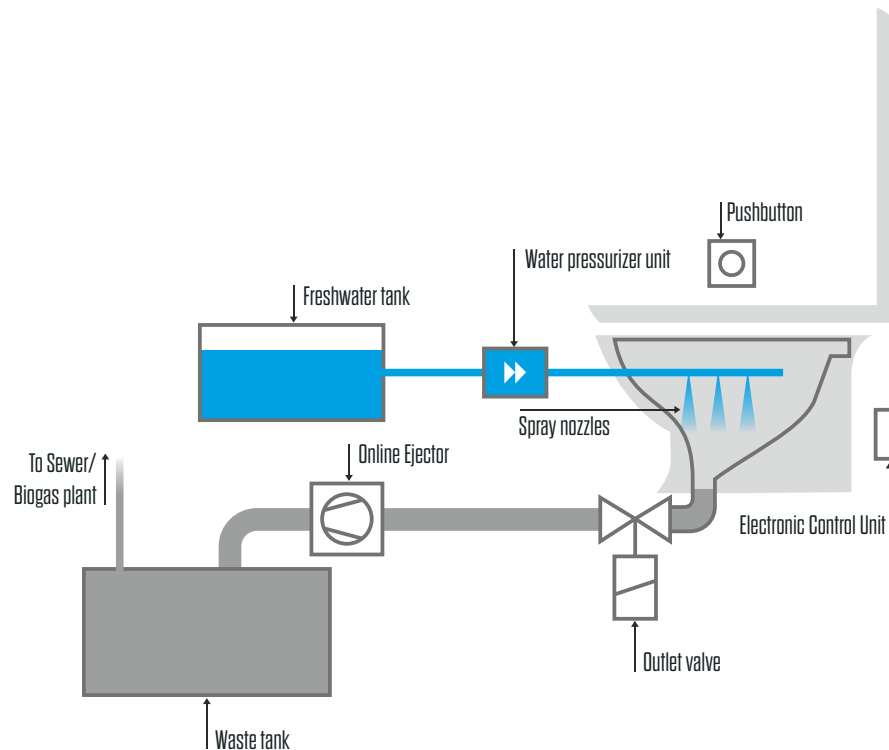 Pushbutton
Water pressurizer unit
Freshwater tank
Spray nozzles
Online Ejector
To Sewer/
Biogas plant
Electronic Control Unit
Outlet valve
Waste tank